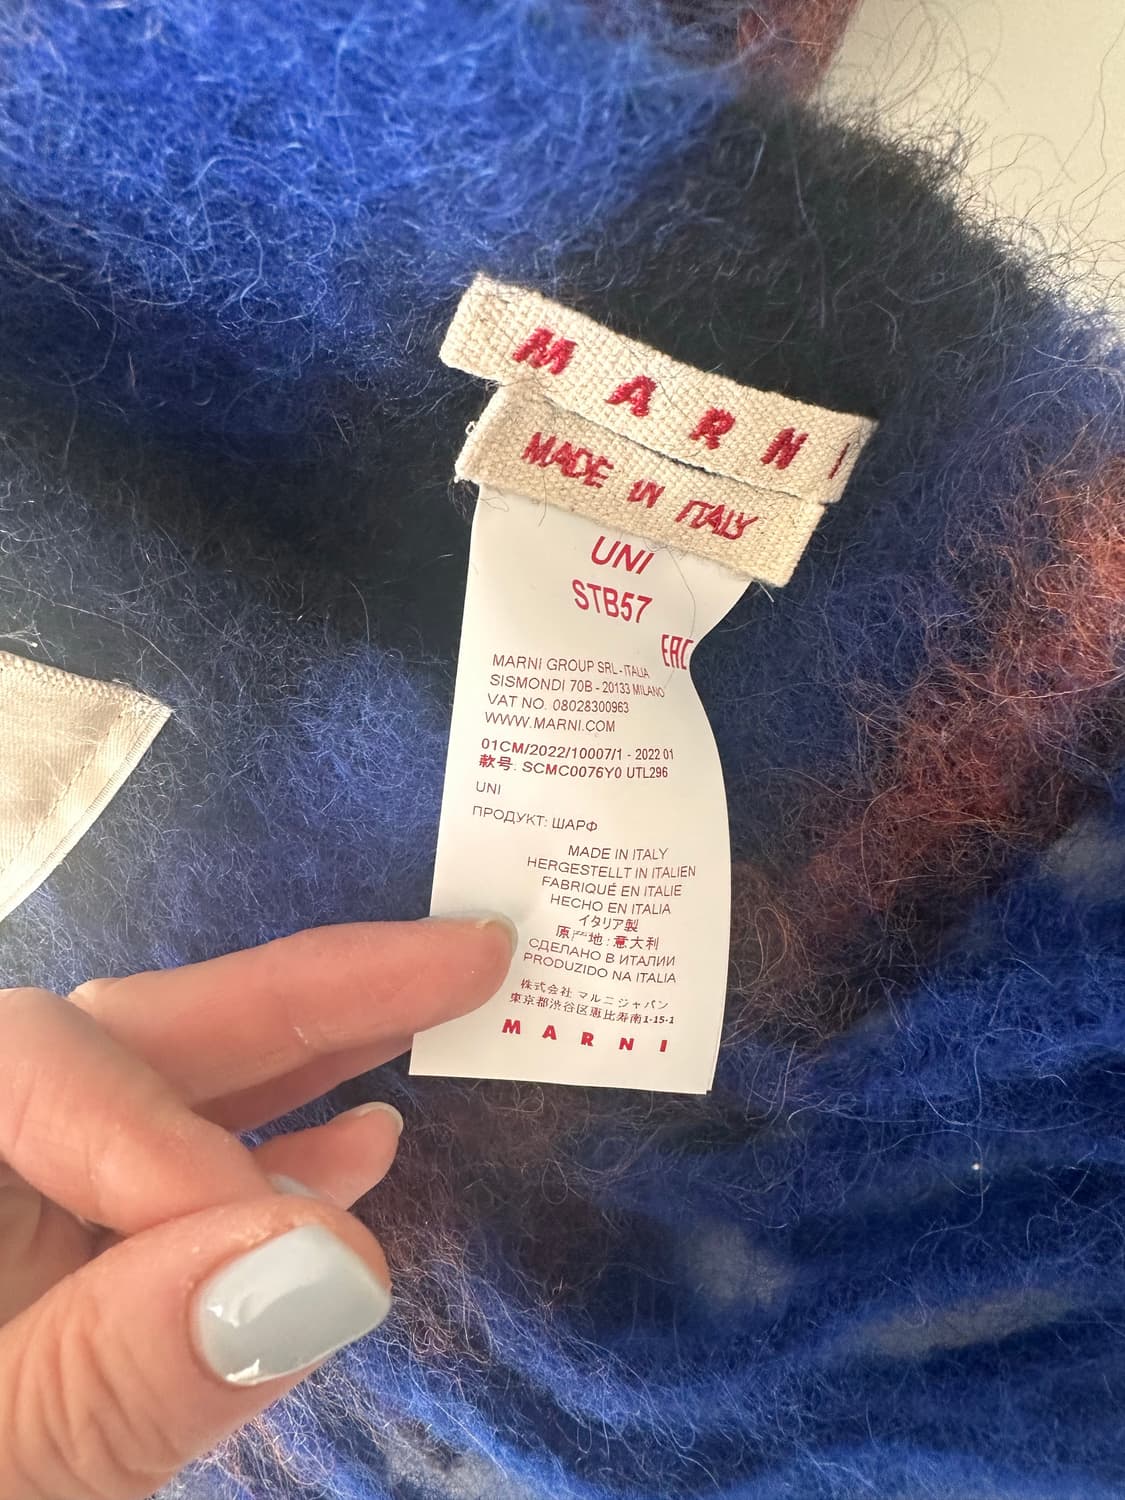 MARNI
MADE IN ITALY
UNI
STB57
EAC
MARNI GROUP SRL - ITALIA
SISMONDI 70B - 20133 MILANO
VAT NO. 08028300963
WWW.MARNI.COM
01CM/2022/10007/1 - 2022 01
款号. SCMC0076Y0 UTL296
UNI
ПРОДУКТ: ШАРФ
MADE IN ITALY
HERGESTELLT IN ITALIEN
FABRIQUÉ EN ITALIE
HECHO EN ITALIA
イタリア製
原产地: 意大利
СДЕЛАНО В ИТАЛИИ
PRODUZIDO NA ITALIA
株式会社 マルニジャパン
東京都渋谷区恵比寿南1-15-1
MARNI